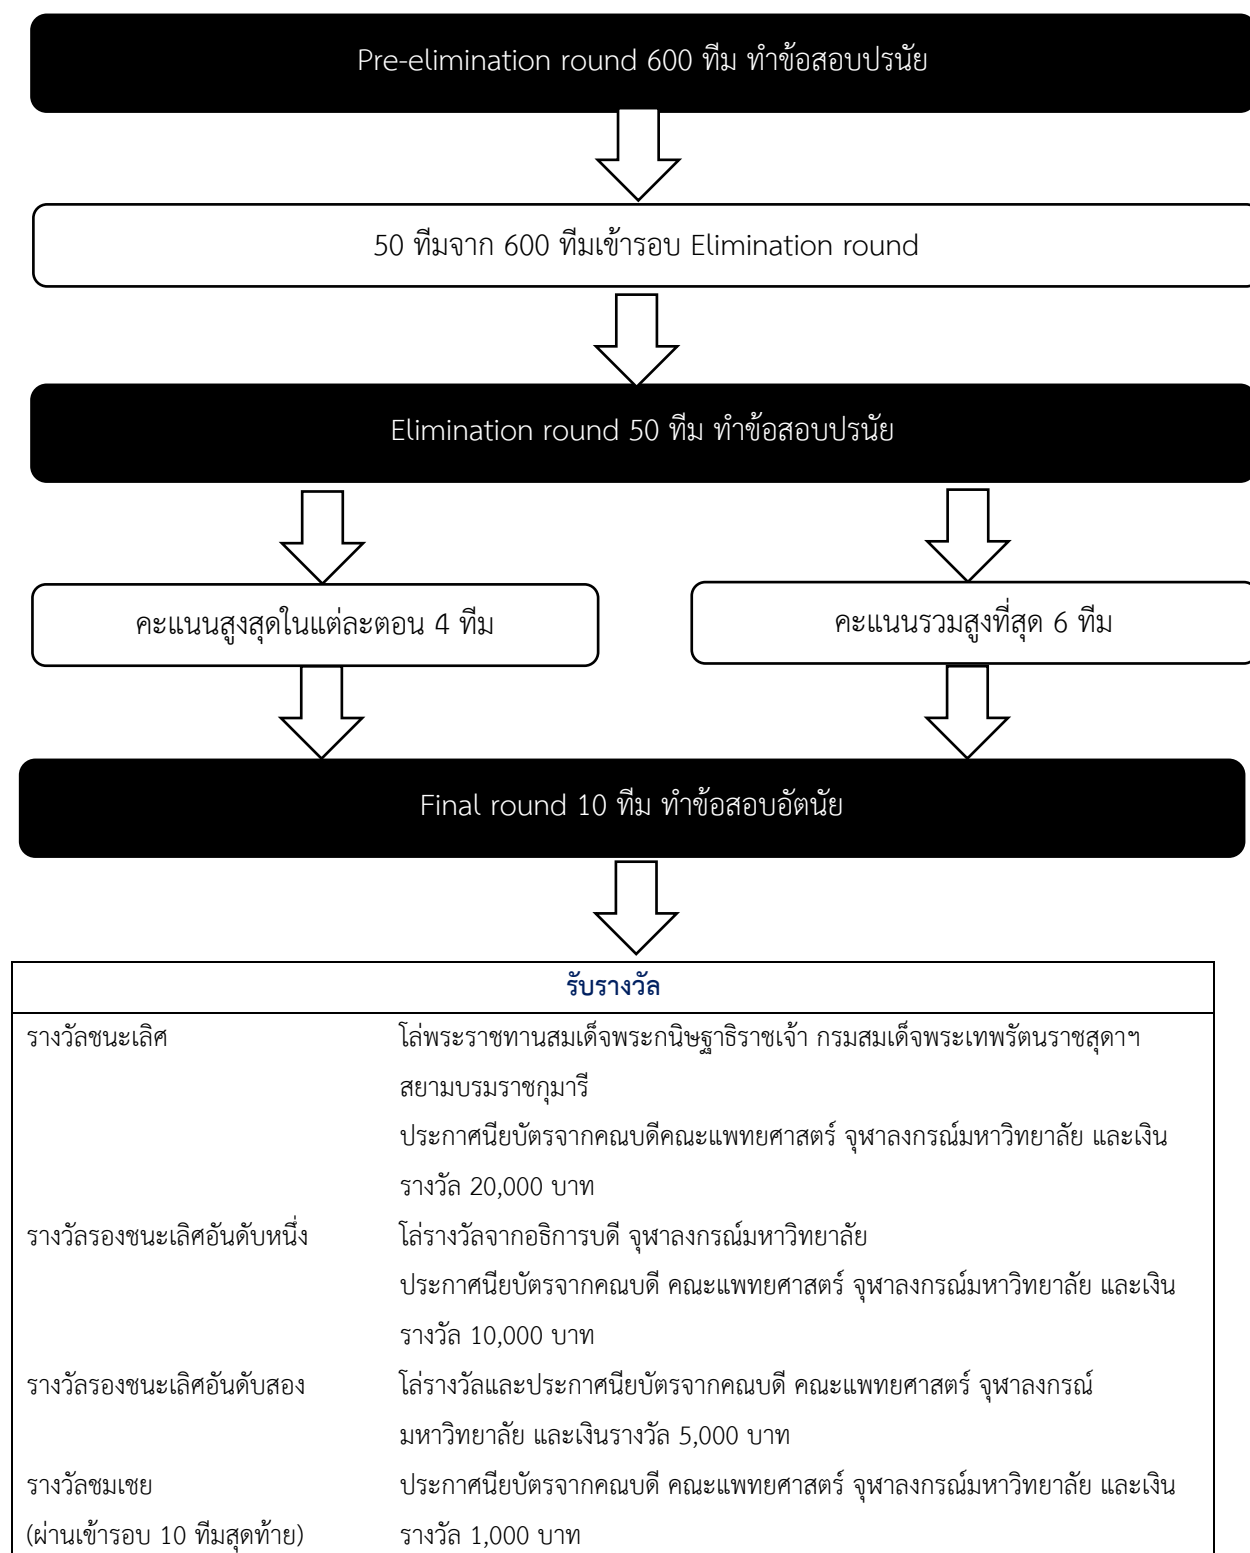 Pre-elimination round 600 ทีม ทำข้อสอบปรนัย
50 ทีมจาก 600 ทีมเข้ารอบ Elimination round
Elimination round 50 ทีม ทำข้อสอบปรนัย
คะแนนสูงสุดในแต่ละตอน 4 ทีม
คะแนนรวมสูงที่สุด 6 ทีม
Final round 10 ทีม ทำข้อสอบอัตนัย
รับรางวัล
รางวัลชนะเลิศ
โล่พระราชทานสมเด็จพระกนิษฐาธิราชเจ้า กรมสมเด็จพระเทพรัตนราชสุดาฯ
สยามบรมราชกุมารี
ประกาศนียบัตรจากคณบดีคณะแพทยศาสตร์ จุฬาลงกรณ์มหาวิทยาลัย และเงิน
รางวัล 20,000 บาท
รางวัลรองชนะเลิศอันดับหนึ่ง
โล่รางวัลจากอธิการบดี จุฬาลงกรณ์มหาวิทยาลัย
ประกาศนียบัตรจากคณบดี คณะแพทยศาสตร์ จุฬาลงกรณ์มหาวิทยาลัย และเงิน
รางวัล 10,000 บาท
รางวัลรองชนะเลิศอันดับสอง
โล่รางวัลและประกาศนียบัตรจากคณบดี คณะแพทยศาสตร์ จุฬาลงกรณ์
มหาวิทยาลัย และเงินรางวัล 5,000 บาท
รางวัลชมเชย
(ผ่านเข้ารอบ 10 ทีมสุดท้าย)
ประกาศนียบัตรจากคณบดี คณะแพทยศาสตร์ จุฬาลงกรณ์มหาวิทยาลัย และเงิน
รางวัล 1,000 บาท